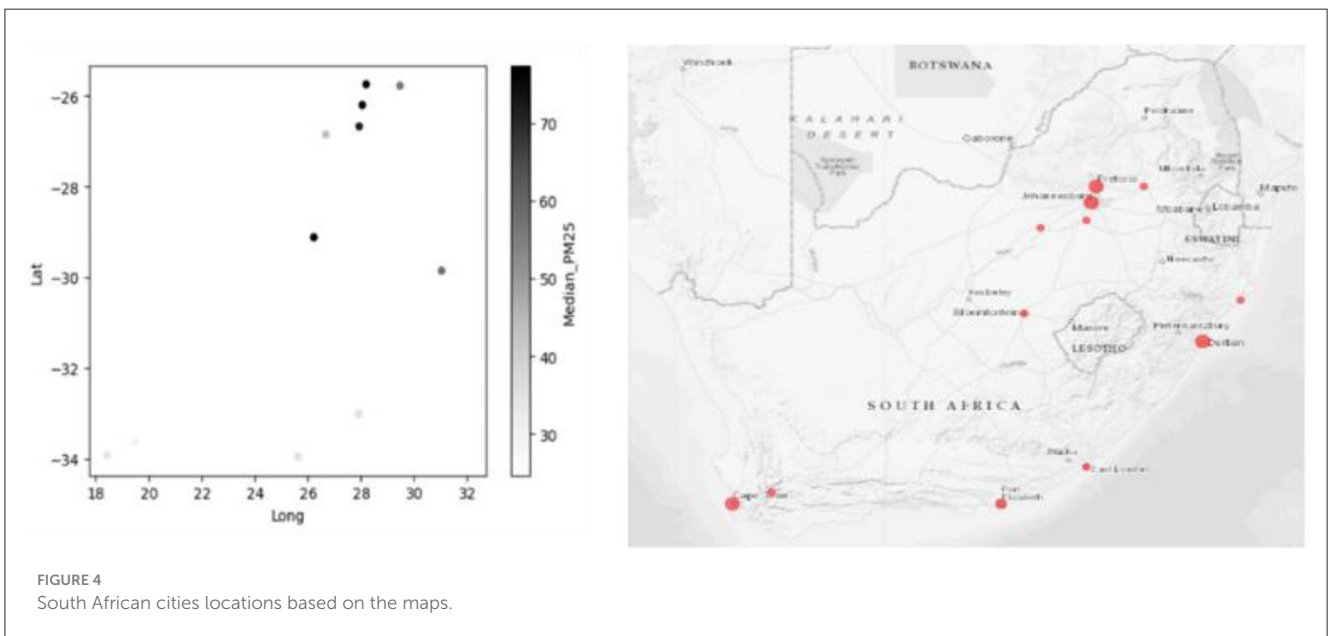 −26
−28
−30
−32
−34
Lat
18 20 22 24 26 28 30 32
Long
70
60
50
40
30
Median_PM25
BOTSWANA
KALAHARI
DESERT
Gaborone
Pretoria
Johannesburg
Maputo
Mbabane
Lobamba
ESWATINI
Newcastle
Kimberley
Bloemfontein
Maseru
LESOTHO
Pietermaritzburg
Durban
SOUTH AFRICA
East London
Port
Elizabeth
FIGURE 4
South African cities locations based on the maps.